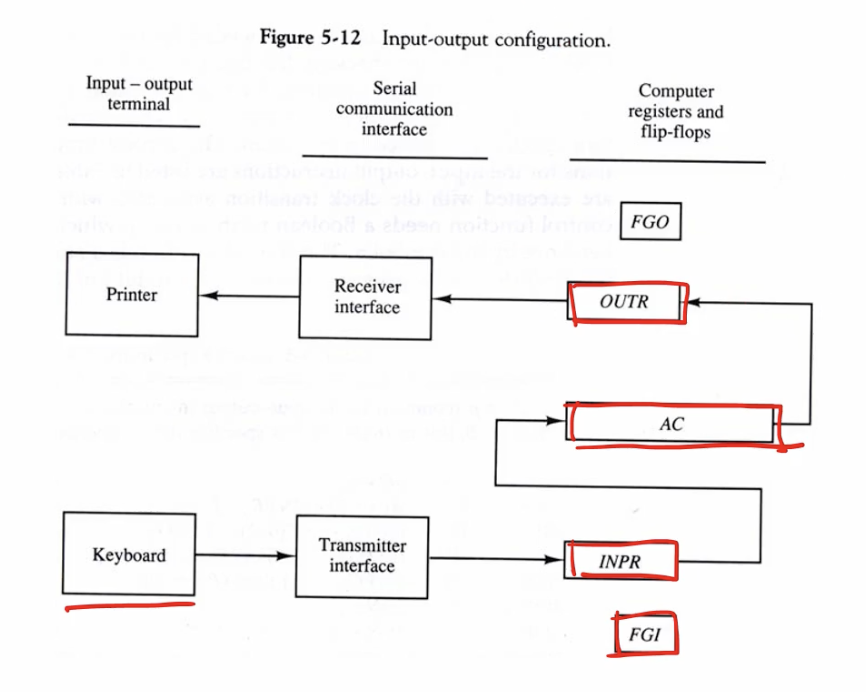 Figure 5-12 Input-output configuration.
Input – output
terminal
Serial
communication
interface
Computer
registers and
flip-flops
FGO
Printer
Receiver
interface
OUTR
AC
Keyboard
Transmitter
interface
INPR
FGI